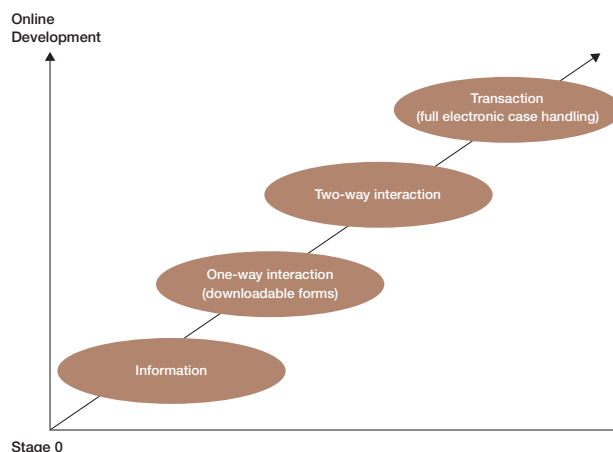 Online
Development
Transaction
(full electronic case handling)
Two-way interaction
One-way interaction
(downloadable forms)
Information
Stage 0